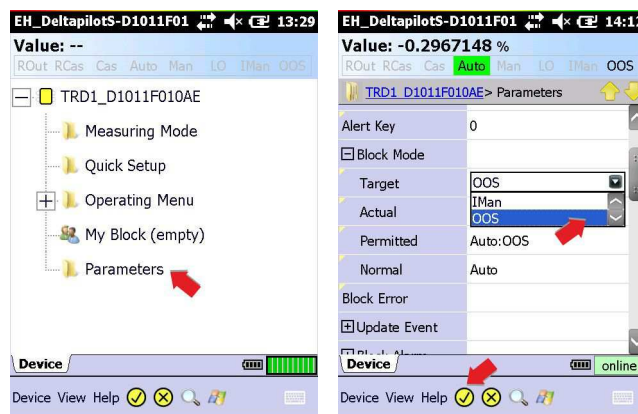 EH_DeltapilotS-D1011F01 13:29
Value: --
ROut RCas Cas Auto Man LO IMan OOS
TRD1_D1011F010AE
Measuring Mode
Quick Setup
Operating Menu
My Block (empty)
Parameters
Device
Device View Help
EH_DeltapilotS-D1011F01
Value: -0.2967148 %
ROut RCas Cas Auto Man LO IMan OOS
TRD1_D1011F010AE> Parameters
Alert Key 0
Block Mode
Target OOS
IMan
Actual OOS
Permitted Auto:OOS
Normal Auto
Block Error
Update Event
Device online
Device View Help